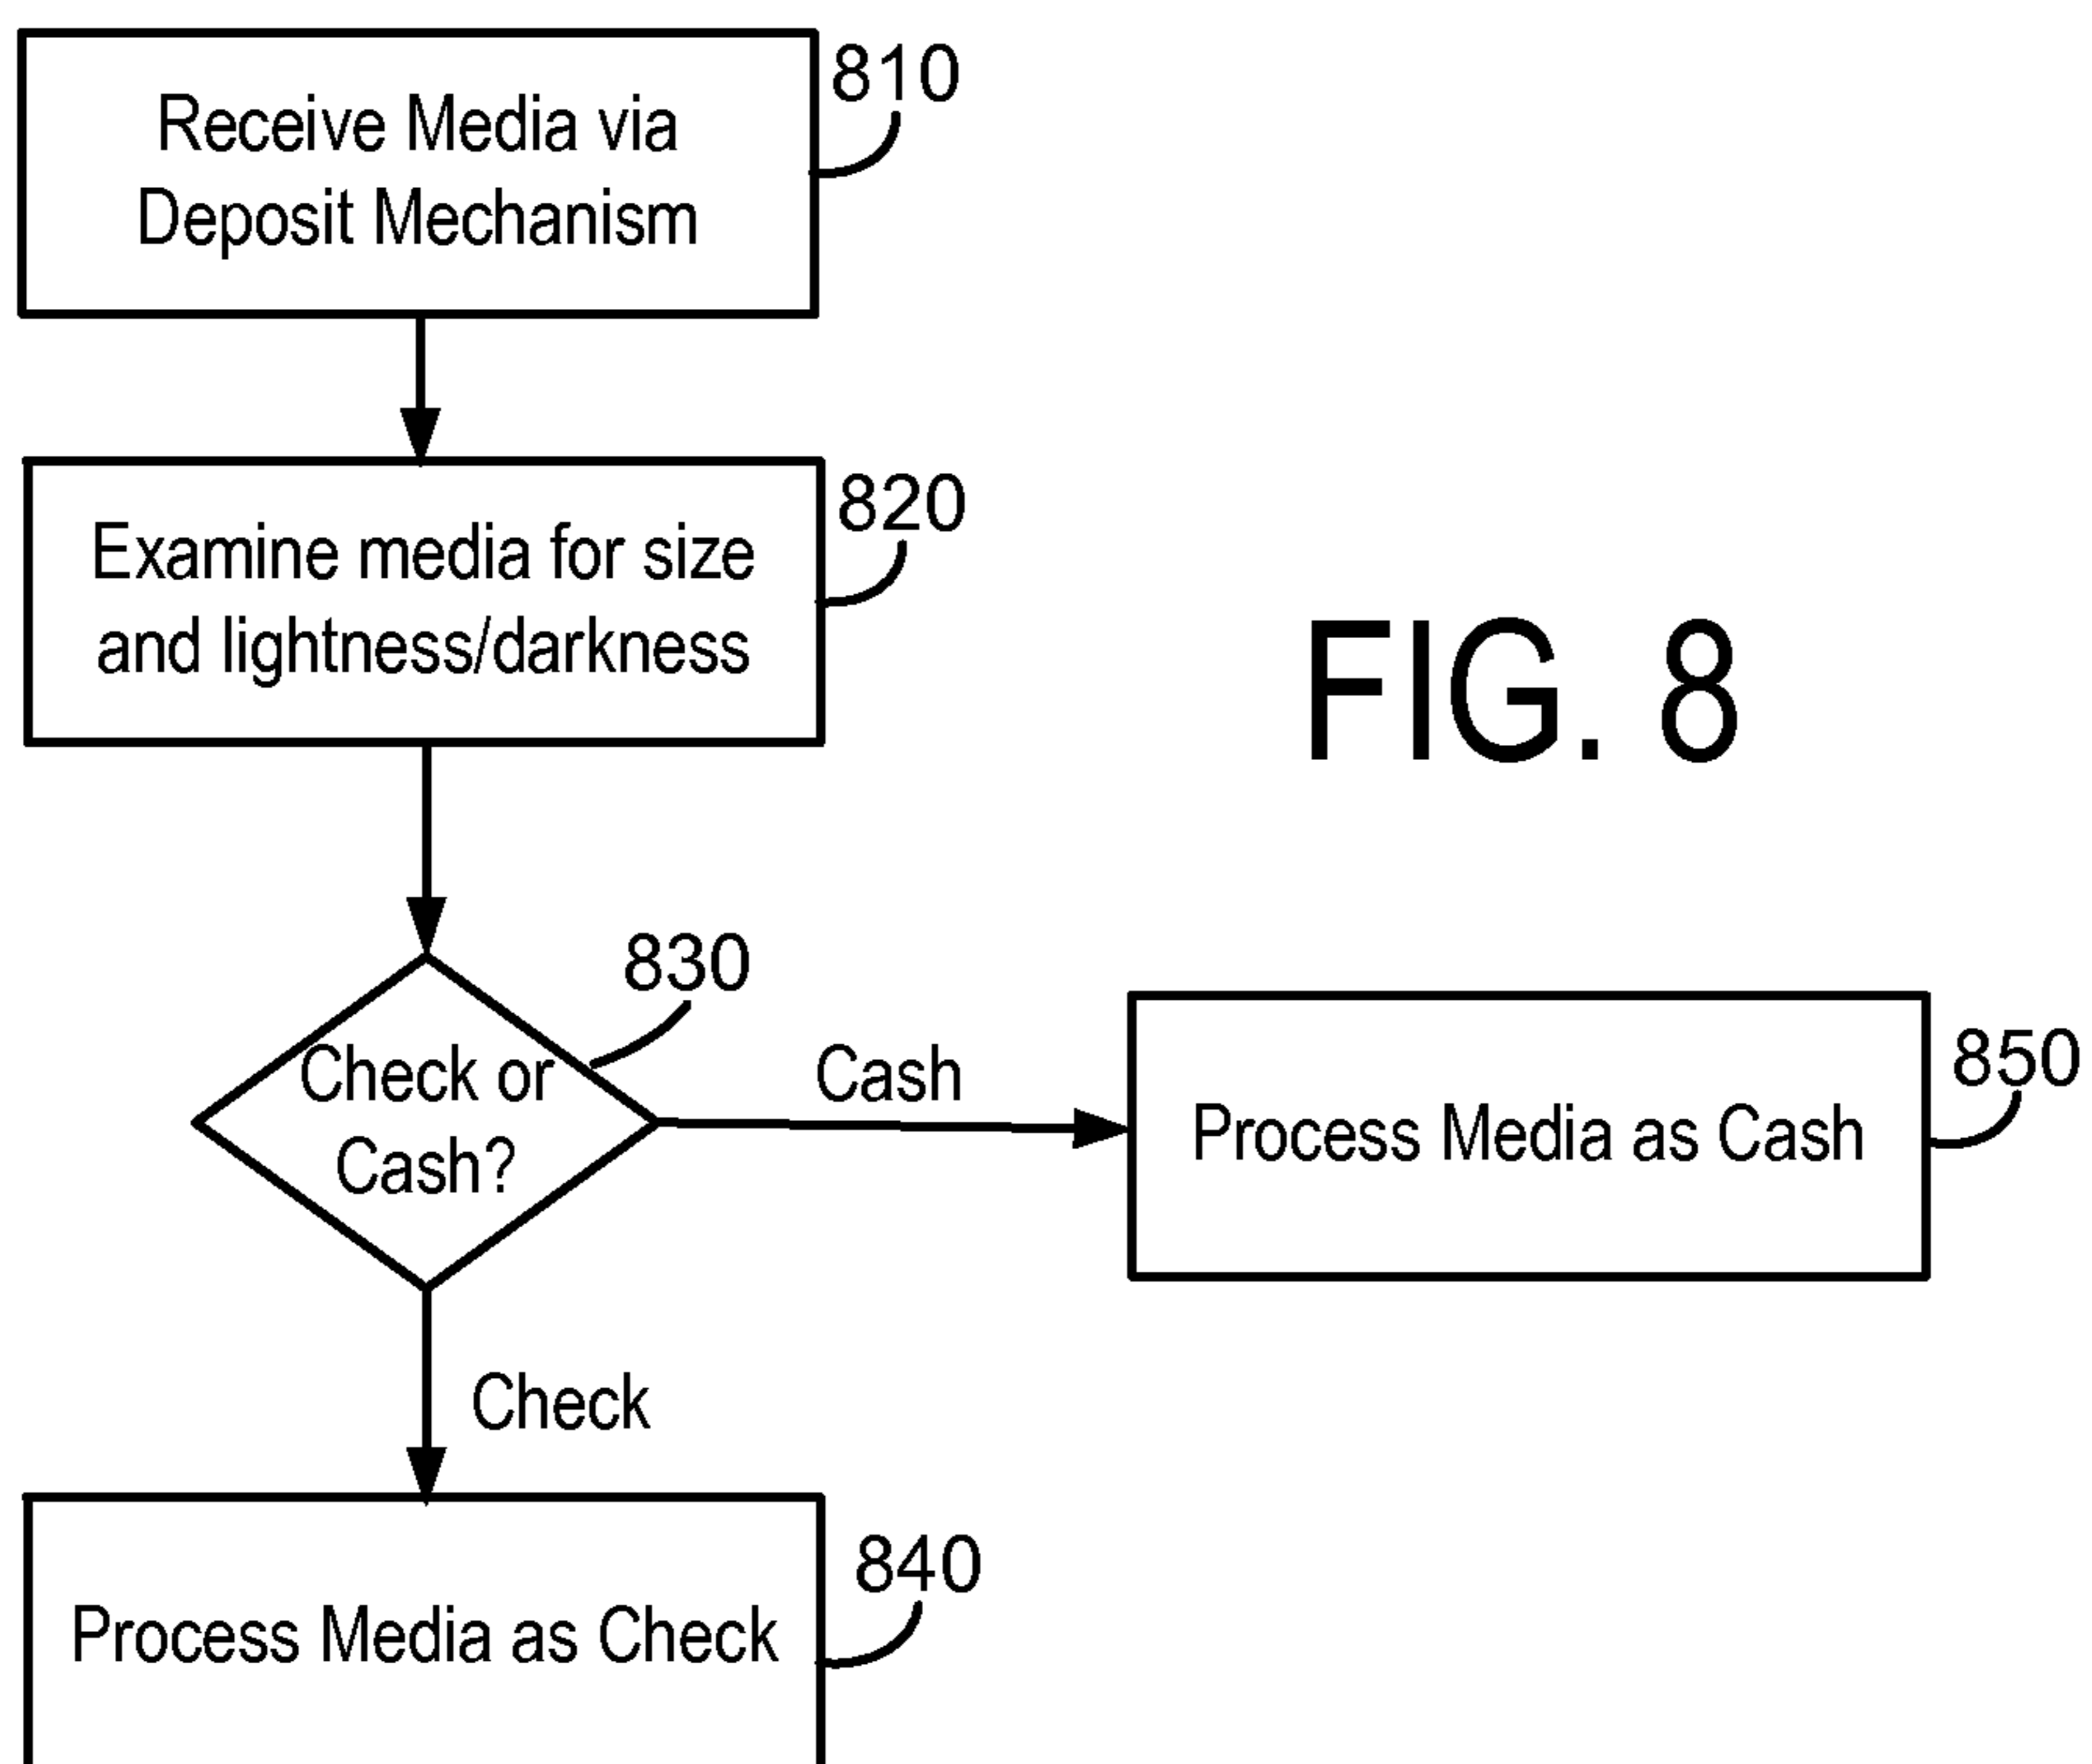 Receive Media via
Deposit Mechanism
810
Examine media for size
and lightness/darkness
820
FIG. 8
Check or
Cash?
830
Cash
Process Media as Cash
850
Check
Process Media as Check
840